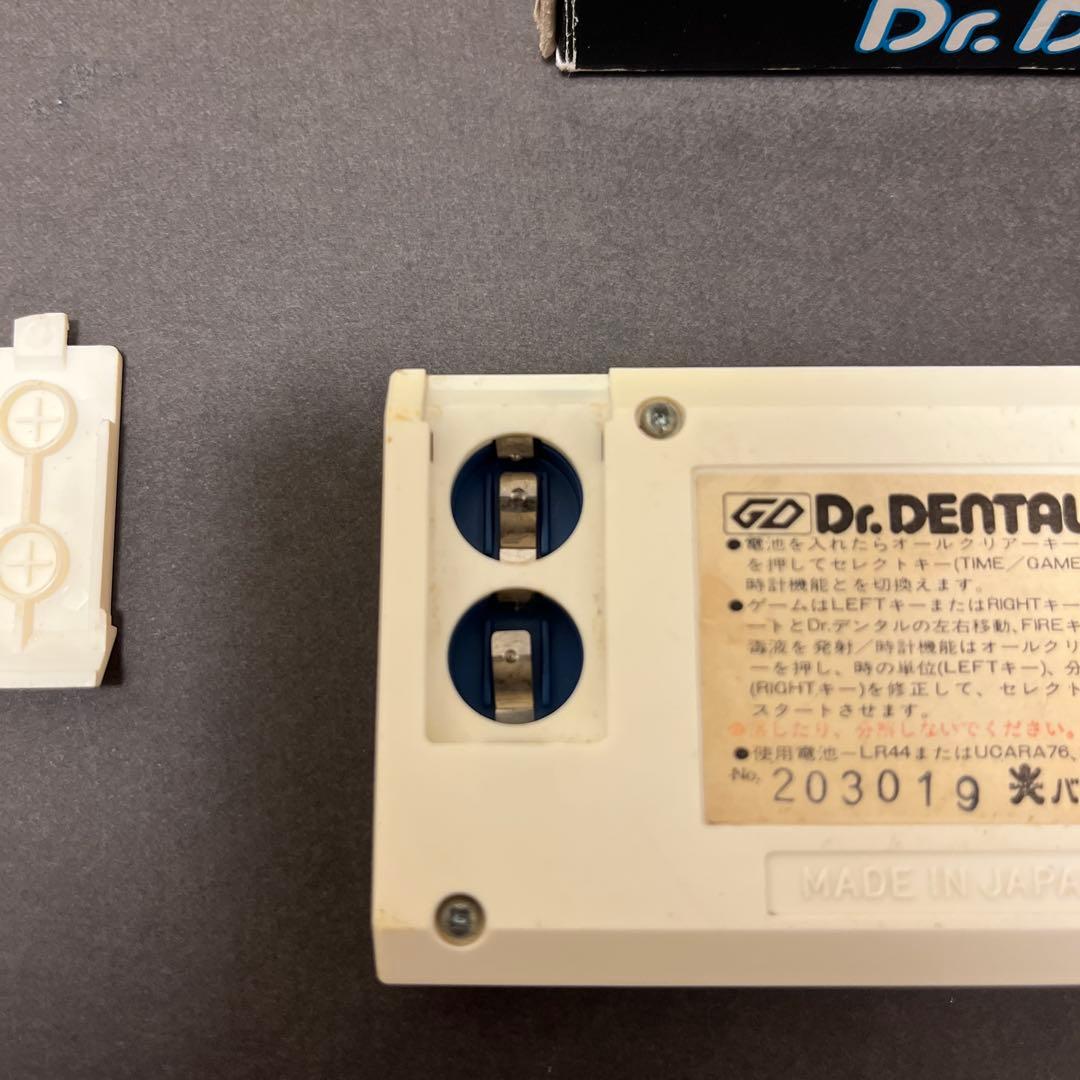 Dr. D
GD Dr.DENTAL
●電池を入れたらオールクリアーキー
を押してセレクトキー(TIME／GAME
時計機能とを切換えます。
●ゲームはLEFTキーまたはRIGHTキー
ートとDr.デンタルの左右移動、FIREキ
毒液を発射／時計機能はオールクリ
ーを押し、時の単位(LEFTキー)、分
(RIGHTキー)を修正して、セレクト
スタートさせます。
したり、分解しないでください。
●使用電池－LR44またはUCARA76、
No. 203019 バ
MADE IN JAPA